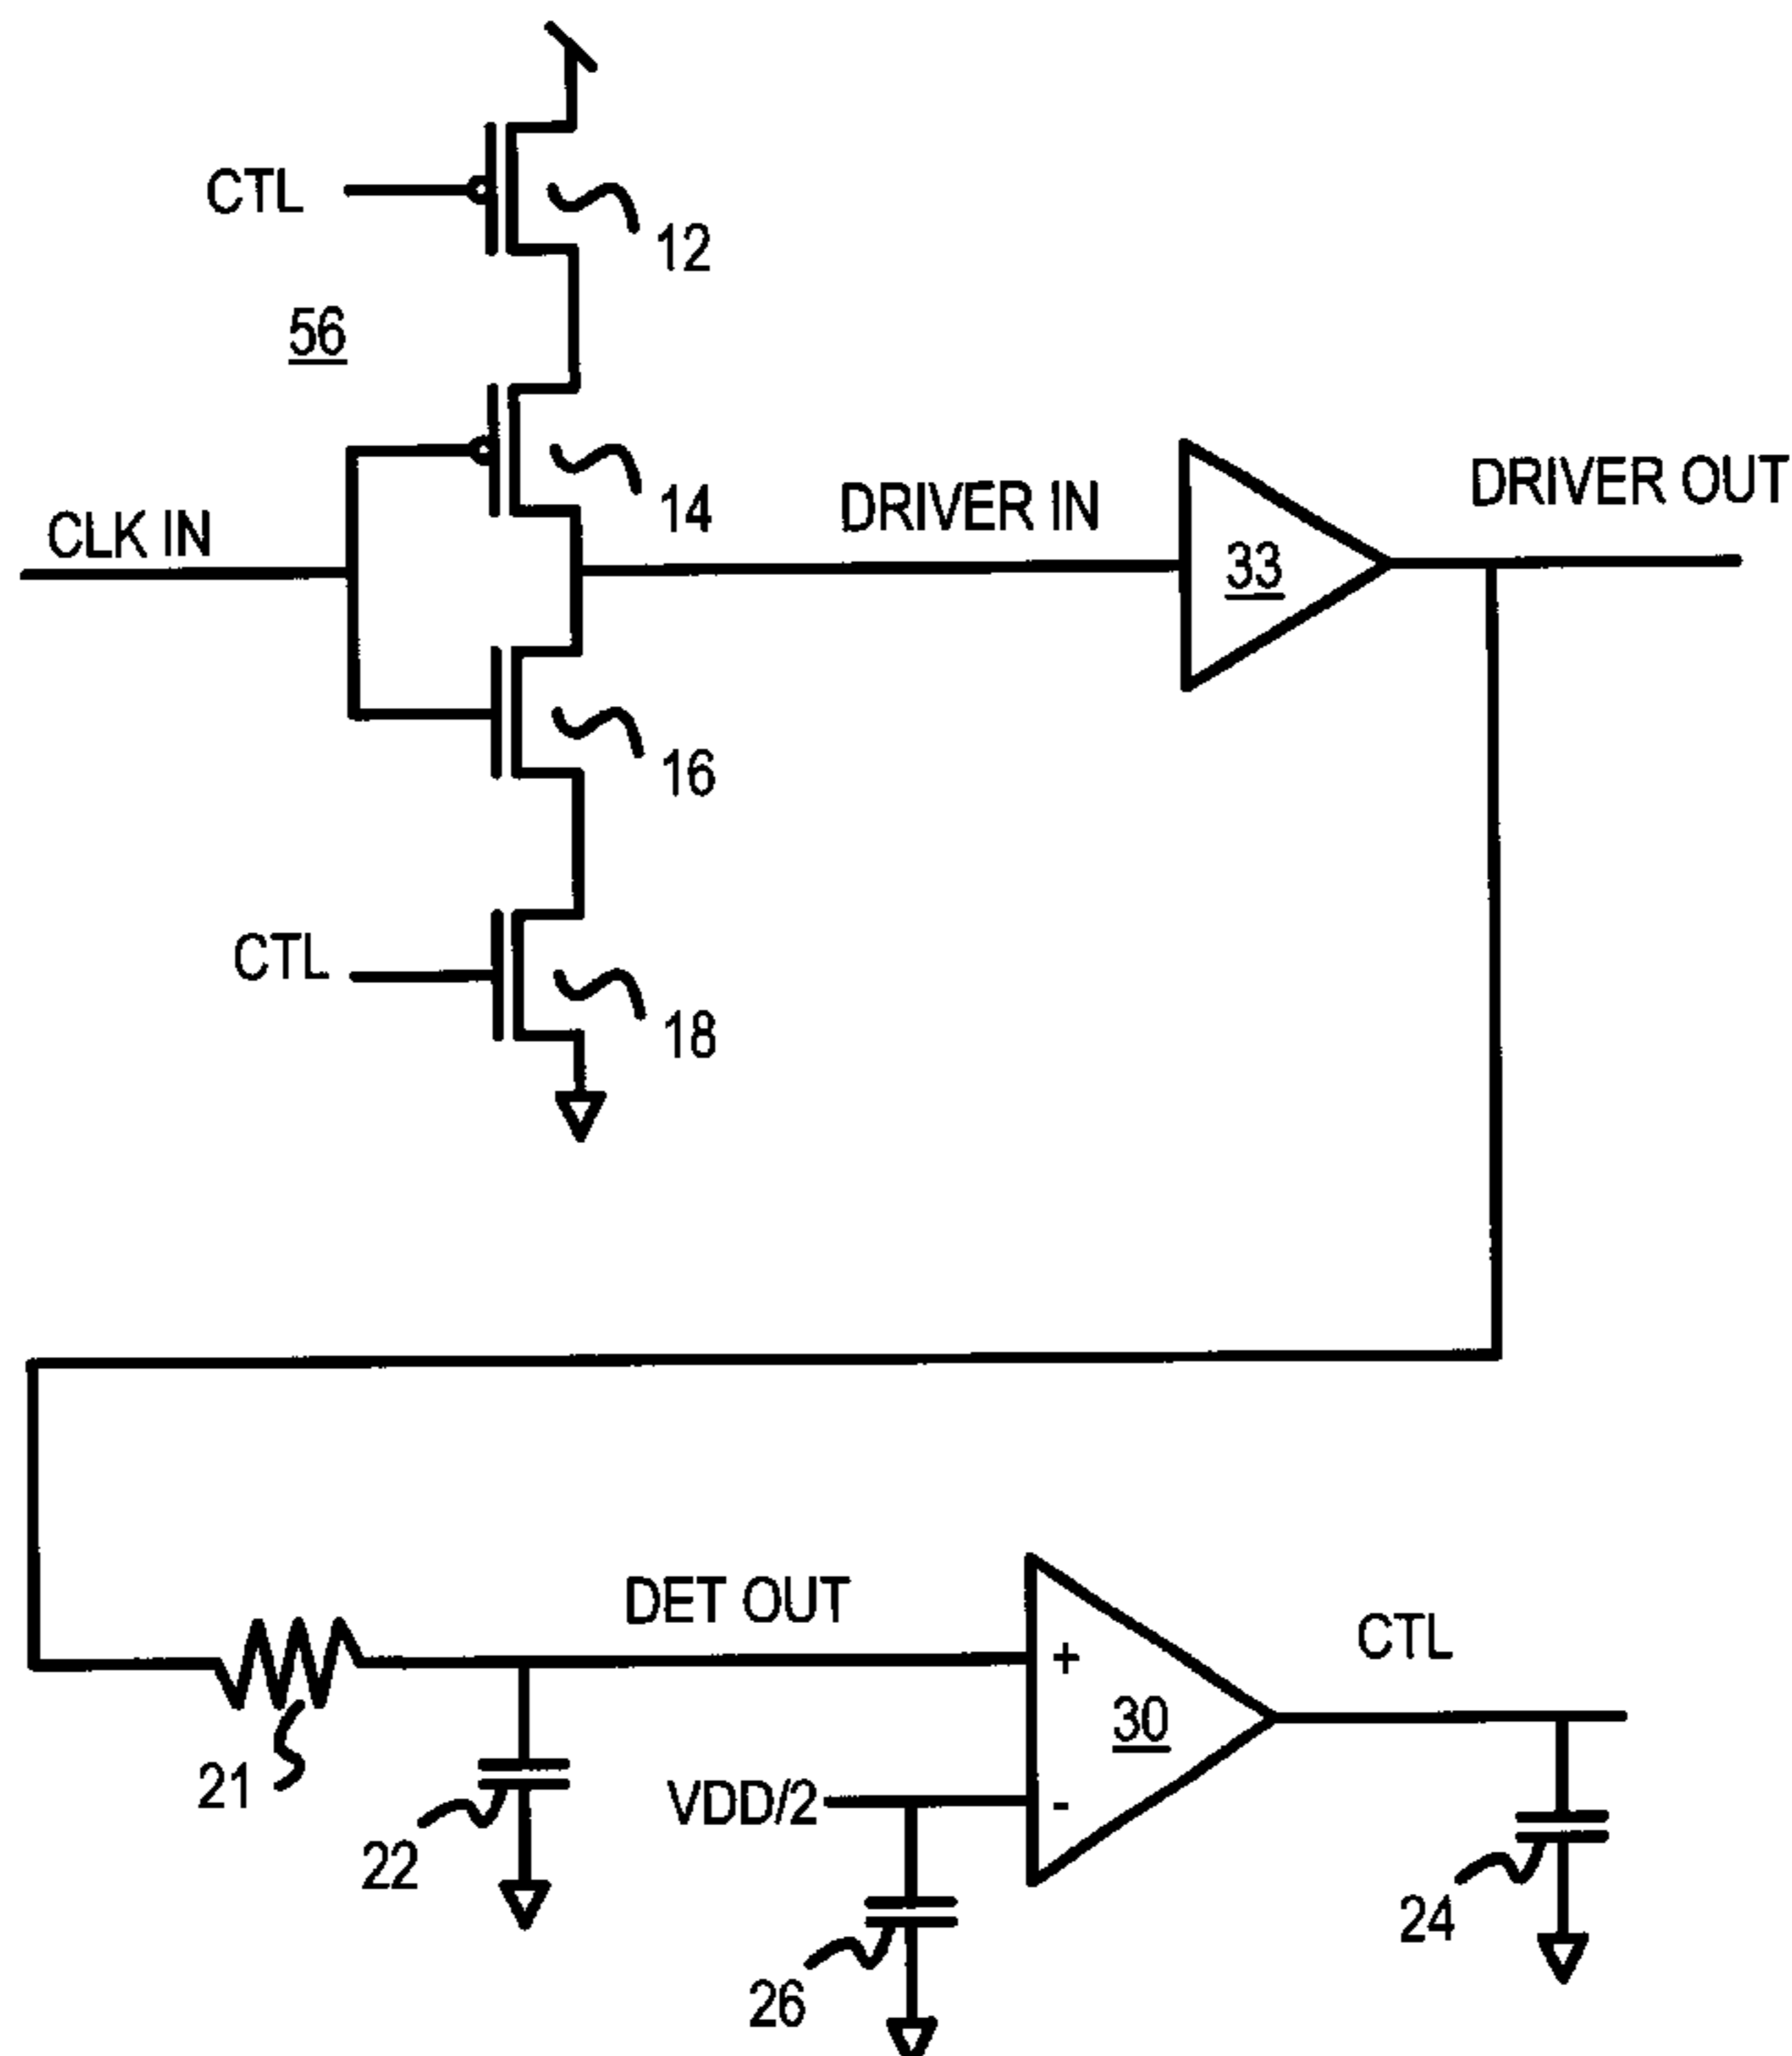 CTL
12
56
14
CLK IN
DRIVER IN
33
DRIVER OUT
16
CTL
18
DET OUT
CTL
+
30
21
VDD/2
-
22
24
26